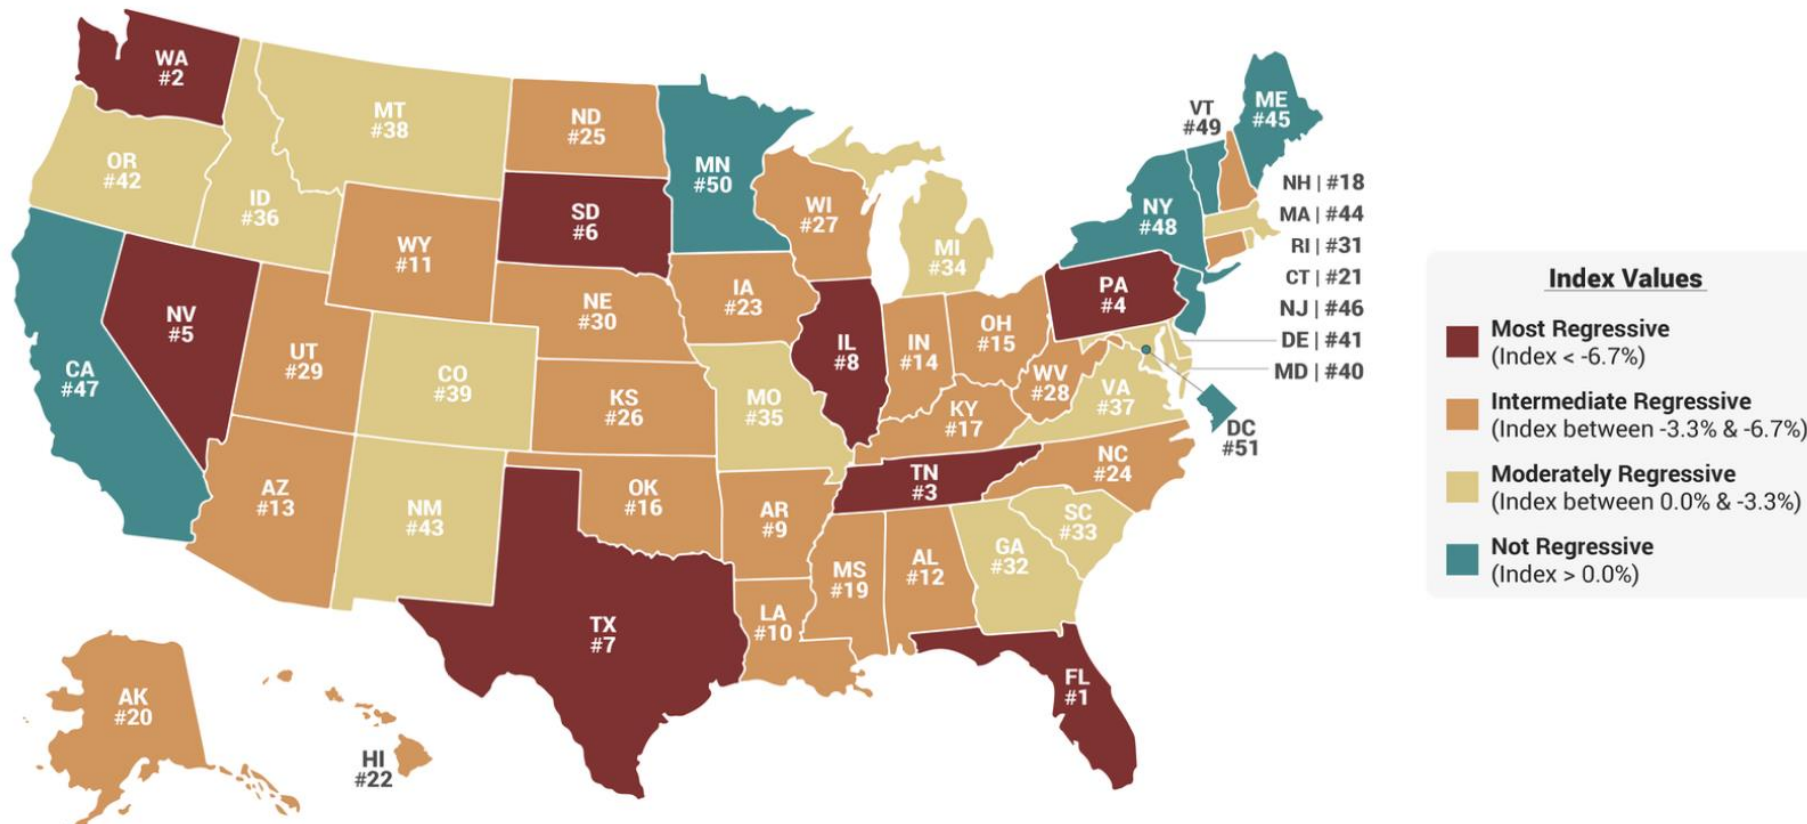 WA
#2
MT
#38
ND
#25
VT
#49
ME
#45
OR
#42
MN
#50
ID
#36
SD
#6
WI
#27
NY
#48
NH | #18
MA | #44
RI | #31
CT | #21
NJ | #46
DE | #41
MD | #40
WY
#11
MI
#34
NV
#5
IA
#23
NE
#30
PA
#4
UT
#29
IL
#8
IN
#14
OH
#15
CA
#47
CO
#39
KS
#26
MO
#35
WV
#28
VA
#37
KY
#17
DC
#51
AZ
#13
NM
#43
OK
#16
AR
#9
TN
#3
NC
#24
SC
#33
MS
#19
AL
#12
GA
#32
TX
#7
LA
#10
FL
#1
AK
#20
HI
#22
Index Values
Most Regressive
(Index < -6.7%)
Intermediate Regressive
(Index between -3.3% & -6.7%)
Moderately Regressive
(Index between 0.0% & -3.3%)
Not Regressive
(Index > 0.0%)